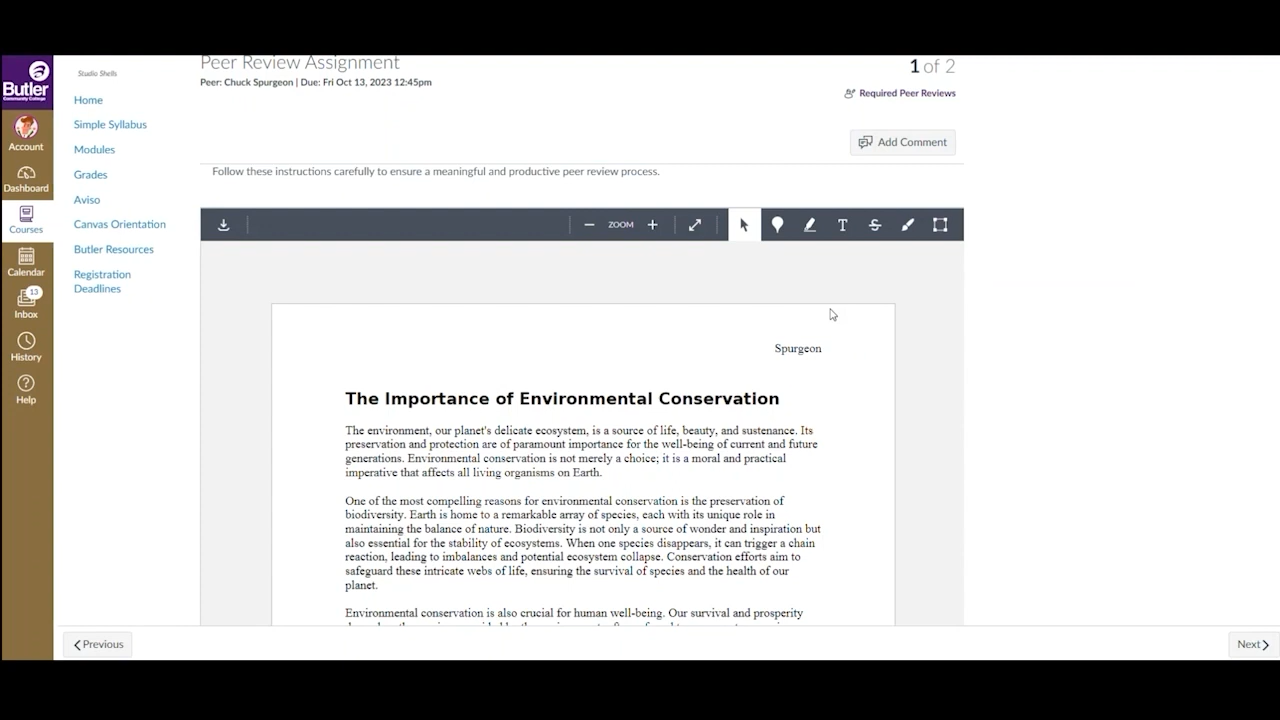 Peer Review Assignment
Peer: Chuck Spurgeon | Due: Fri Oct 13, 2023 12:45pm
1 of 2
Required Peer Reviews
Add Comment
Butler
Community College
Account
Dashboard
Courses
Calendar
13
Inbox
History
Help
Studio Shells
Home
Simple Syllabus
Modules
Grades
Aviso
Canvas Orientation
Butler Resources
Registration
Deadlines
Follow these instructions carefully to ensure a meaningful and productive peer review process.
ZOOM
T
S
Spurgeon
The Importance of Environmental Conservation
The environment, our planet's delicate ecosystem, is a source of life, beauty, and sustenance. Its
preservation and protection are of paramount importance for the well-being of current and future
generations. Environmental conservation is not merely a choice; it is a moral and practical
imperative that affects all living organisms on Earth.
One of the most compelling reasons for environmental conservation is the preservation of
biodiversity. Earth is home to a remarkable array of species, each with its unique role in
maintaining the balance of nature. Biodiversity is not only a source of wonder and inspiration but
also essential for the stability of ecosystems. When one species disappears, it can trigger a chain
reaction, leading to imbalances and potential ecosystem collapse. Conservation efforts aim to
safeguard these intricate webs of life, ensuring the survival of species and the health of our
planet.
Environmental conservation is also crucial for human well-being. Our survival and prosperity
Previous
Next